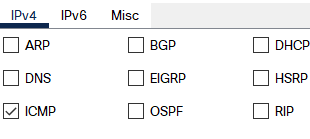 IPv4 IPv6 Misc
ARP BGP DHCP
DNS EIGRP HSRP
ICMP OSPF RIP